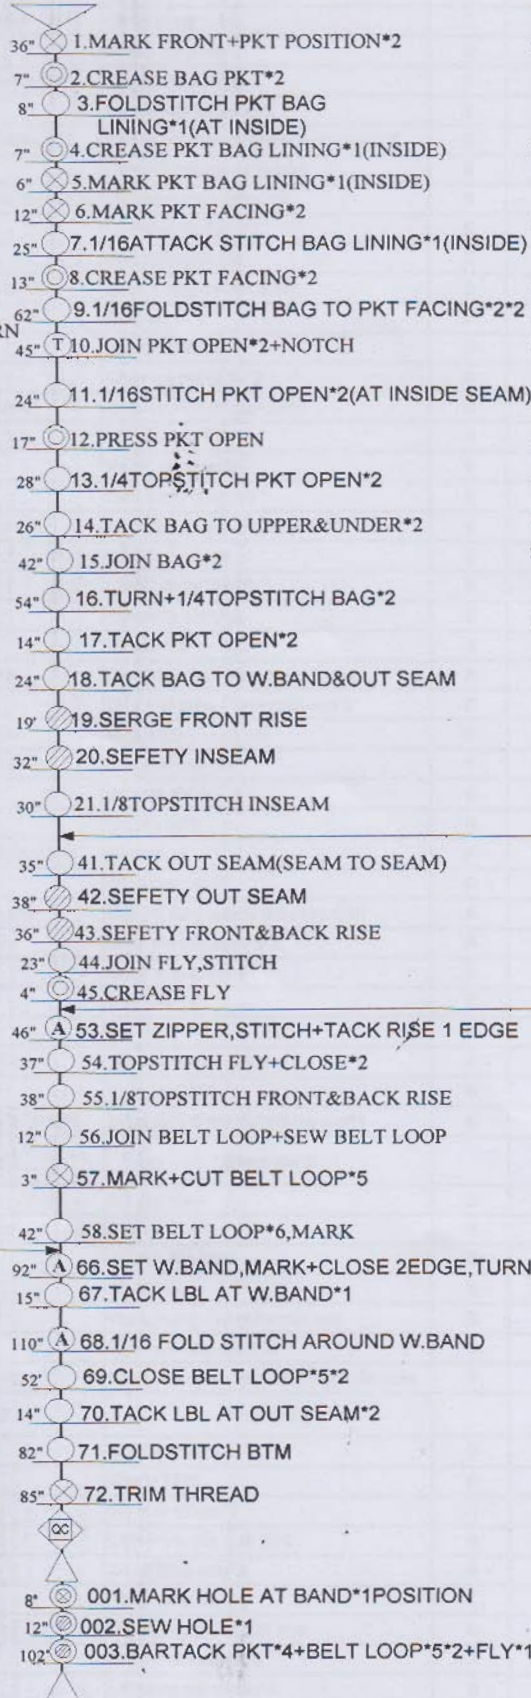 36" 1.MARK FRONT+PKT POSITION*2
7" 2.CREASE BAG PKT*2
8" 3.FOLDSTITCH PKT BAG
LINING*1(AT INSIDE)
7" 4.CREASE PKT BAG LINING*1(INSIDE)
6" 5.MARK PKT BAG LINING*1(INSIDE)
12" 6.MARK PKT FACING*2
25" 7.1/16ATTACK STITCH BAG LINING*1(INSIDE)
13" 8.CREASE PKT FACING*2
62" 9.1/16FOLDSTITCH BAG TO PKT FACING*2*2
RN
45" T 10.JOIN PKT OPEN*2+NOTCH
24" 11.1/16STITCH PKT OPEN*2(AT INSIDE SEAM)
17" 12.PRESS PKT OPEN
28" 13.1/4TOPSTITCH PKT OPEN*2
26" 14.TACK BAG TO UPPER&UNDER*2
42" 15.JOIN BAG*2
54" 16.TURN+1/4TOPSTITCH BAG*2
14" 17.TACK PKT OPEN*2
24" 18.TACK BAG TO W.BAND&OUT SEAM
19' 19.SERGE FRONT RISE
32" 20.SEFETY INSEAM
30" 21.1/8TOPSTITCH INSEAM
35" 41.TACK OUT SEAM(SEAM TO SEAM)
38" 42.SEFETY OUT SEAM
36" 43.SEFETY FRONT&BACK RISE
23" 44.JOIN FLY,STITCH
4" 45.CREASE FLY
46" A 53.SET ZIPPER,STITCH+TACK RISE 1 EDGE
37" 54.TOPSTITCH FLY+CLOSE*2
38" 55.1/8TOPSTITCH FRONT&BACK RISE
12" 56.JOIN BELT LOOP+SEW BELT LOOP
3" 57.MARK+CUT BELT LOOP*5
42" 58.SET BELT LOOP*6,MARK
92" A 66.SET W.BAND,MARK+CLOSE 2EDGE,TURN
15" 67.TACK LBL AT W.BAND*1
110" A 68.1/16 FOLD STITCH AROUND W.BAND
52' 69.CLOSE BELT LOOP*5*2
14" 70.TACK LBL AT OUT SEAM*2
82" 71.FOLDSTITCH BTM
85" 72.TRIM THREAD
QC
8" 001.MARK HOLE AT BAND*1POSITION
12" 002.SEW HOLE*1
102" 003.BARTACK PKT*4+BELT LOOP*5*2+FLY*1